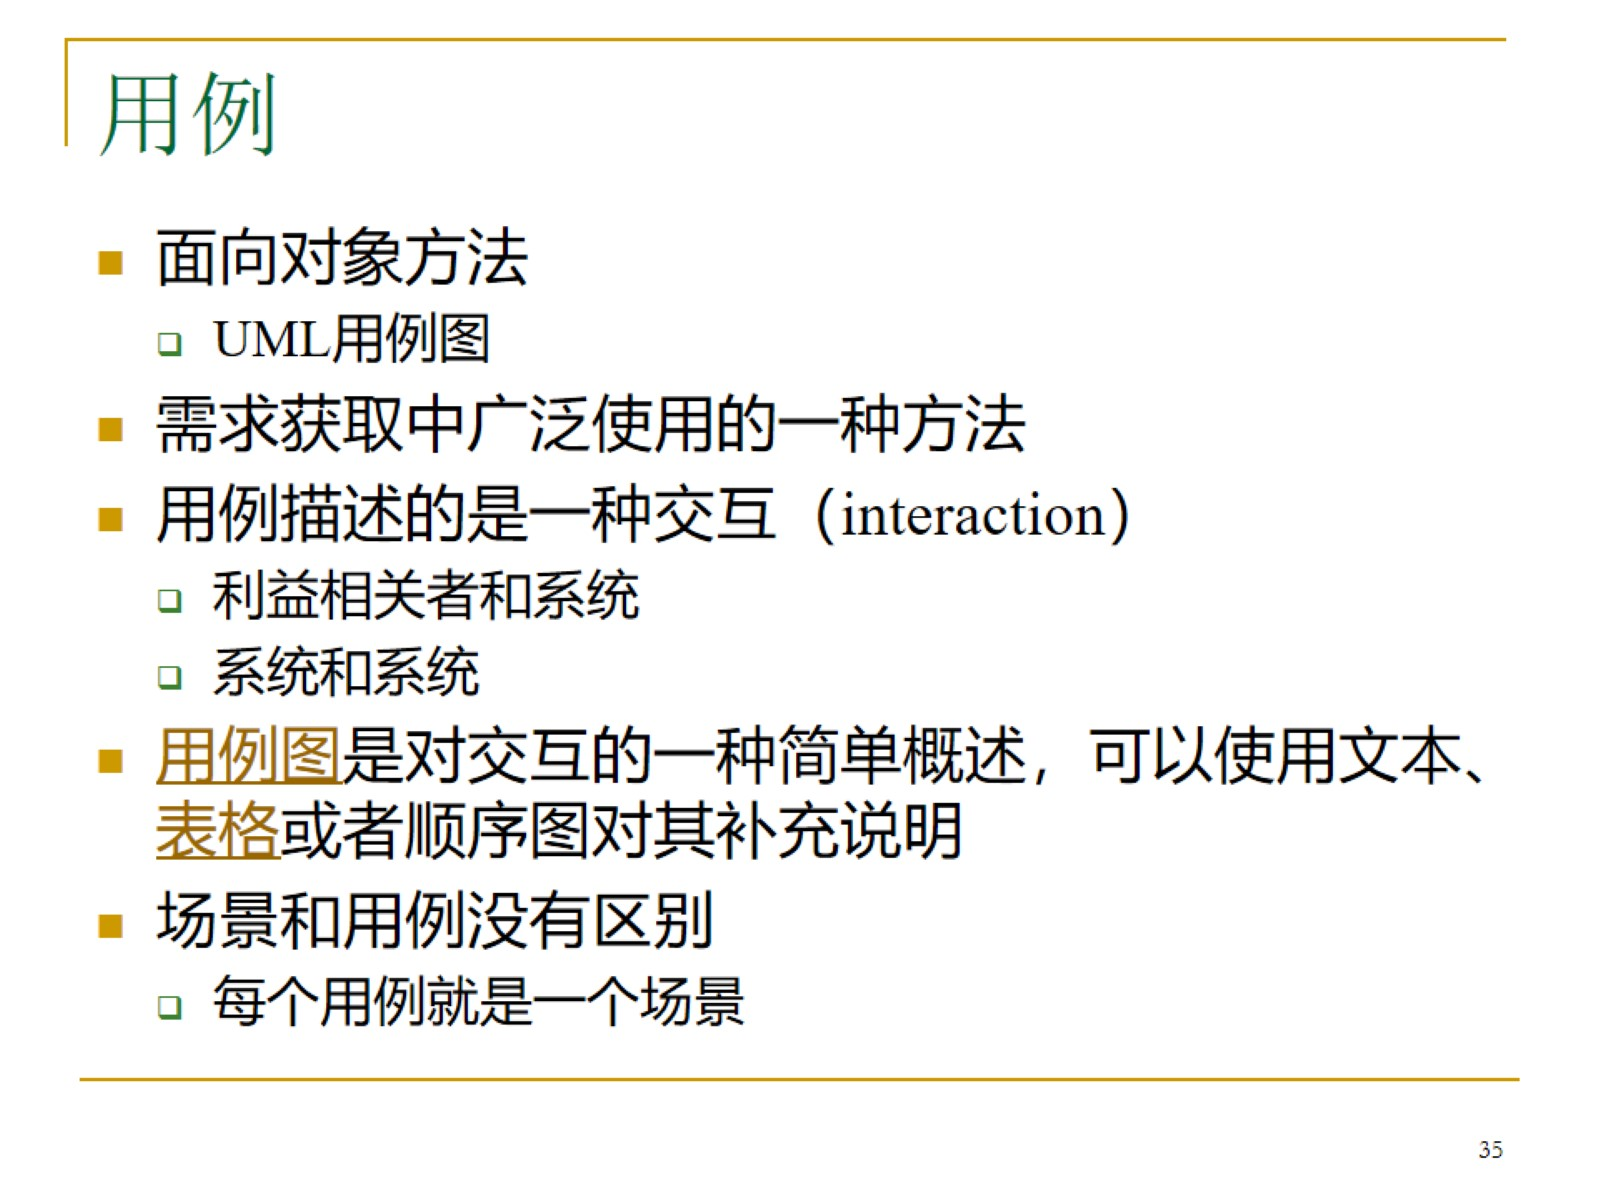 用例
面向对象方法
UML用例图
需求获取中广泛使用的一种方法
用例描述的是一种交互（interaction）
利益相关者和系统
系统和系统
用例图是对交互的一种简单概述，可以使用文本、
表格或者顺序图对其补充说明
场景和用例没有区别
每个用例就是一个场景
35